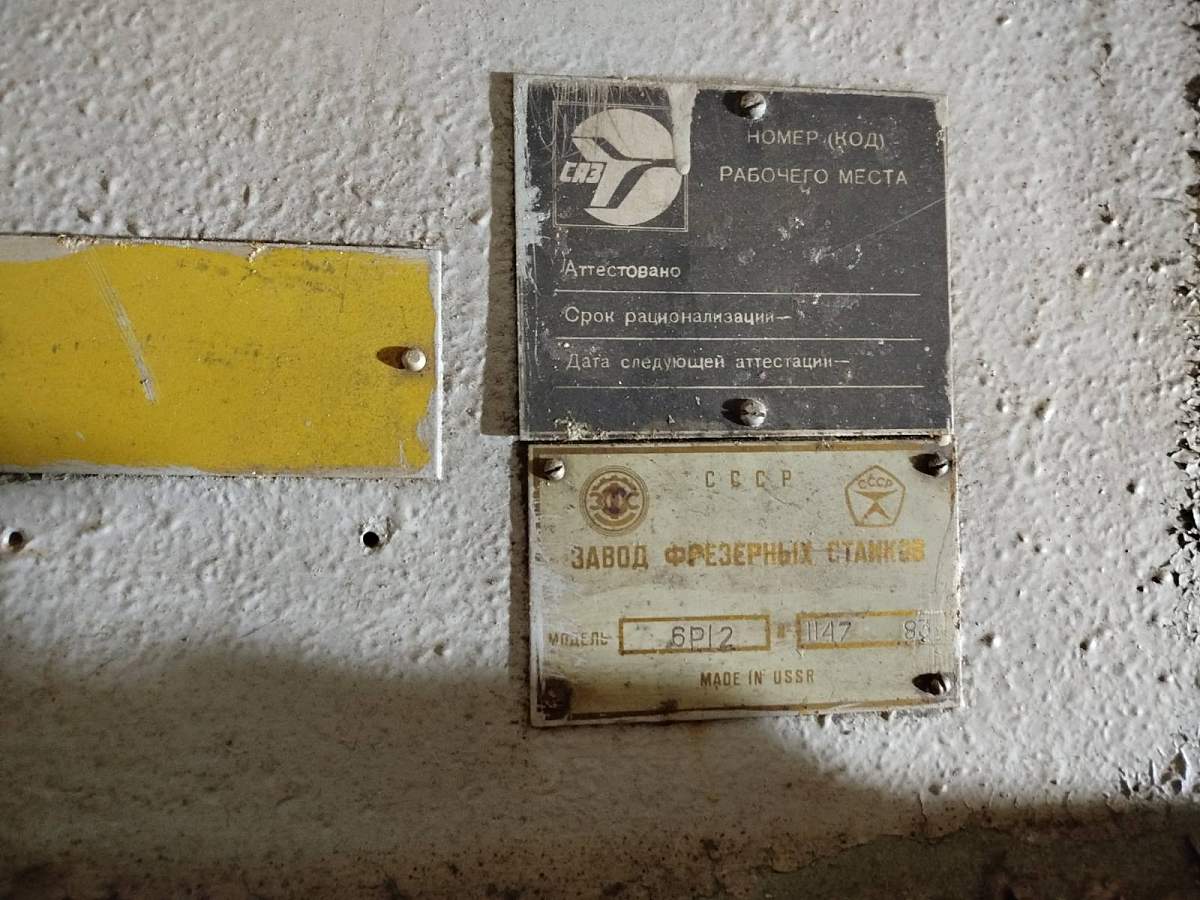 САЗ
НОМЕР (КОД)
РАБОЧЕГО МЕСТА
Аттестовано
Срок рационализации—
Дата следующей аттестации—
СССР
СССР
ЗАВОД ФРЕЗЕРНЫХ СТАНКОВ
МОДЕЛЬ 6Р12 1147 83
MADE IN USSR